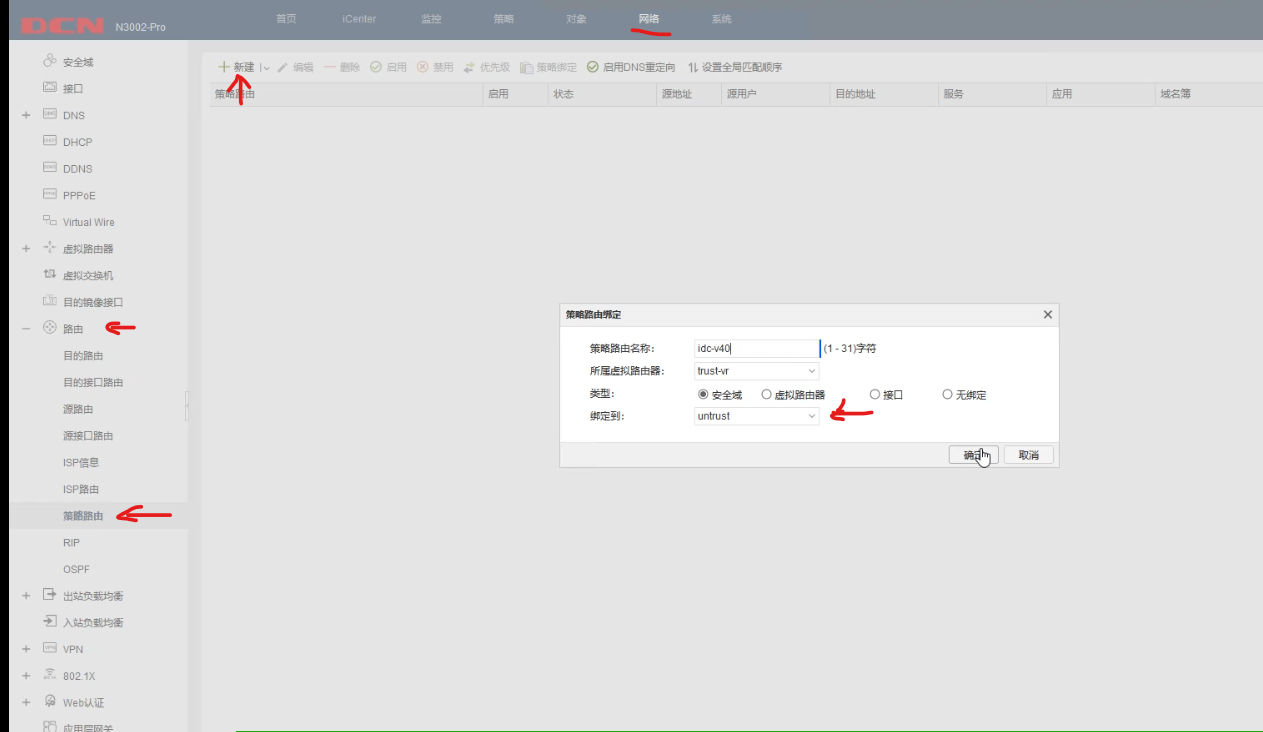 DCN N3002-Pro
首页 iCenter 监控 策略 对象 网络 系统
安全域
接口
DNS
DHCP
DDNS
PPPoE
Virtual Wire
虚拟路由器
虚拟交换机
目的镜像接口
路由
目的路由
目的接口路由
源路由
源接口路由
ISP信息
ISP路由
策略路由
RIP
OSPF
出站负载均衡
入站负载均衡
VPN
802.1X
Web认证
应用层网关
新建 编辑 删除 启用 禁用 优先级 策略绑定 启用DNS重定向 设置全局匹配顺序
策略路由 启用 状态 源地址 源用户 目的地址 服务 应用 域名簿
策略路由绑定
策略路由名称: idc-v40 (1 - 31)字符
所属虚拟路由器: trust-vr
类型: 安全域 虚拟路由器 接口 无绑定
绑定到: untrust
确定 取消